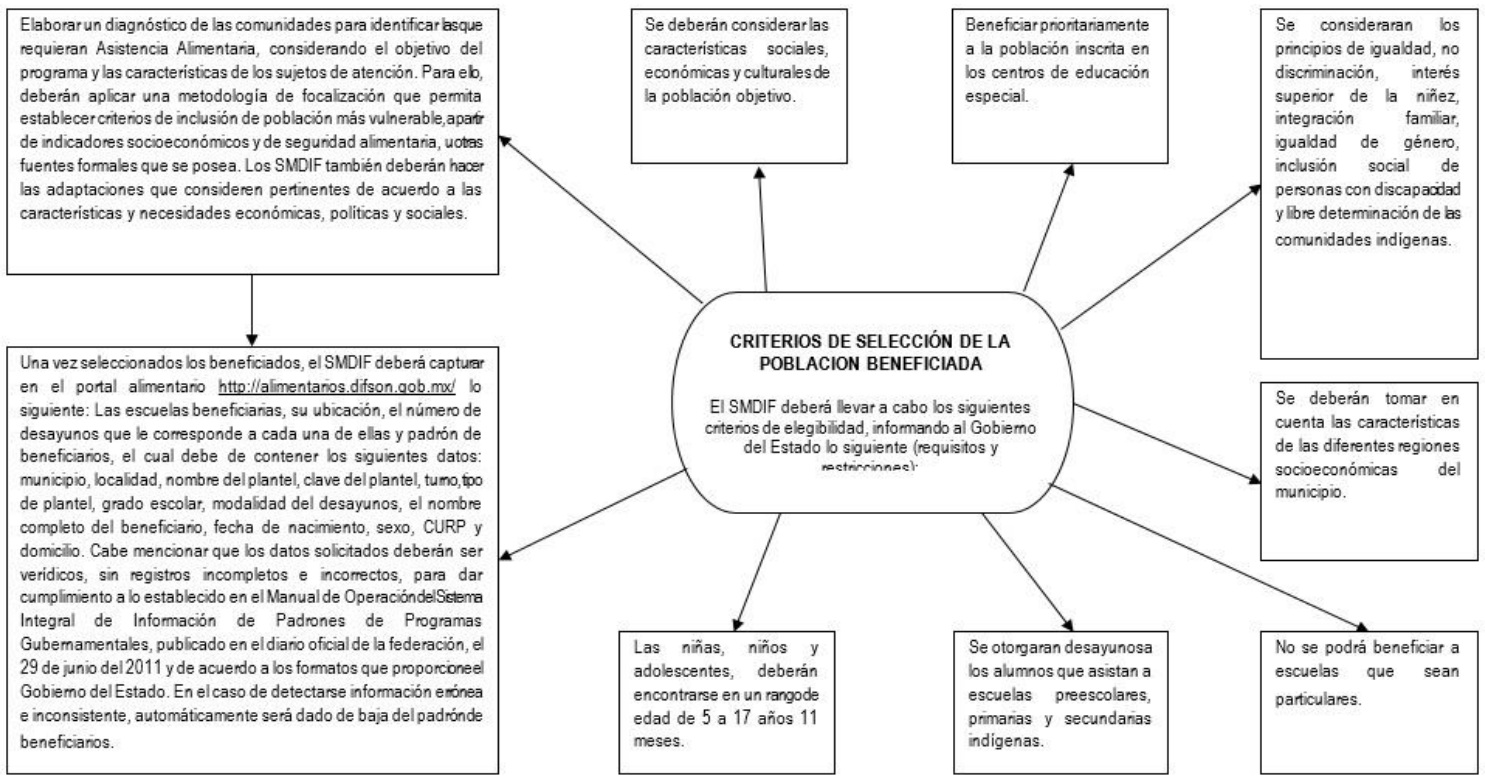 Elaborar un diagnóstico de las comunidades para identificar las que
requieran Asistencia Alimentaria, considerando el objetivo del
programa y las características de los sujetos de atención. Para ello,
deberán aplicar una metodología de focalización que permita
establecer criterios de inclusión de población más vulnerable, a partir
de indicadores socioeconómicos y de seguridad alimentaria, u otras
fuentes formales que se posea. Los SMDIF también deberán hacer
las adaptaciones que consideren pertinentes de acuerdo a las
características y necesidades económicas, políticas y sociales.
Se deberán considerar las
características sociales,
económicas y culturales de
la población objetivo.
Beneficiar prioritariamente
a la población inscrita en
los centros de educación
especial.
Se consideraran los
principios de igualdad, no
discriminación, interés
superior de la niñez,
integración familiar,
igualdad de género,
inclusión social de
personas con discapacidad
y libre determinación de las
comunidades indígenas.
CRITERIOS DE SELECCIÓN DE LA
POBLACION BENEFICIADA
El SMDIF deberá llevar a cabo los siguientes
criterios de elegibilidad, informando al Gobierno
del Estado lo siguiente (requisitos y
restricciones):
Una vez seleccionados los beneficiados, el SMDIF deberá capturar
en el portal alimentario http://alimentarios.difson.gob.mx/ lo
siguiente: Las escuelas beneficiarias, su ubicación, el número de
desayunos que le corresponde a cada una de ellas y padrón de
beneficiarios, el cual debe de contener los siguientes datos:
municipio, localidad, nombre del plantel, clave del plantel, turno, tipo
de plantel, grado escolar, modalidad del desayunos, el nombre
completo del beneficiario, fecha de nacimiento, sexo, CURP y
domicilio. Cabe mencionar que los datos solicitados deberán ser
verídicos, sin registros incompletos e incorrectos, para dar
cumplimiento a lo establecido en el Manual de Operación del Sistema
Integral de Información de Padrones de Programas
Gubernamentales, publicado en el diario oficial de la federación, el
29 de junio del 2011 y de acuerdo a los formatos que proporcione el
Gobierno del Estado. En el caso de detectarse información errónea
e inconsistente, automáticamente será dado de baja del padrón de
beneficiarios.
Se deberán tomar en
cuenta las características
de las diferentes regiones
socioeconómicas del
municipio.
Las niñas, niños y
adolescentes, deberán
encontrarse en un rango de
edad de 5 a 17 años 11
meses.
Se otorgaran desayunos a
los alumnos que asistan a
escuelas preescolares,
primarias y secundarias
indígenas.
No se podrá beneficiar a
escuelas que sean
particulares.